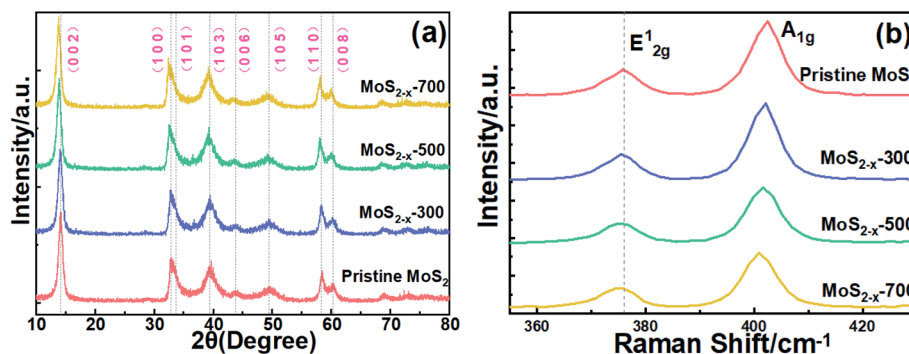 (a)
(002)
(100)
(101)
(103)
(006)
(105)
(110)
(008)
MoS2-x-700
MoS2-x-500
MoS2-x-300
Pristine MoS2
Intensity/a.u.
10 20 30 40 50 60 70 80
2θ(Degree)
(b)
E¹2g
A1g
Pristine MoS
MoS2-x-300
MoS2-x-500
MoS2-x-700
Intensity/a.u.
360 380 400 420
Raman Shift/cm-1